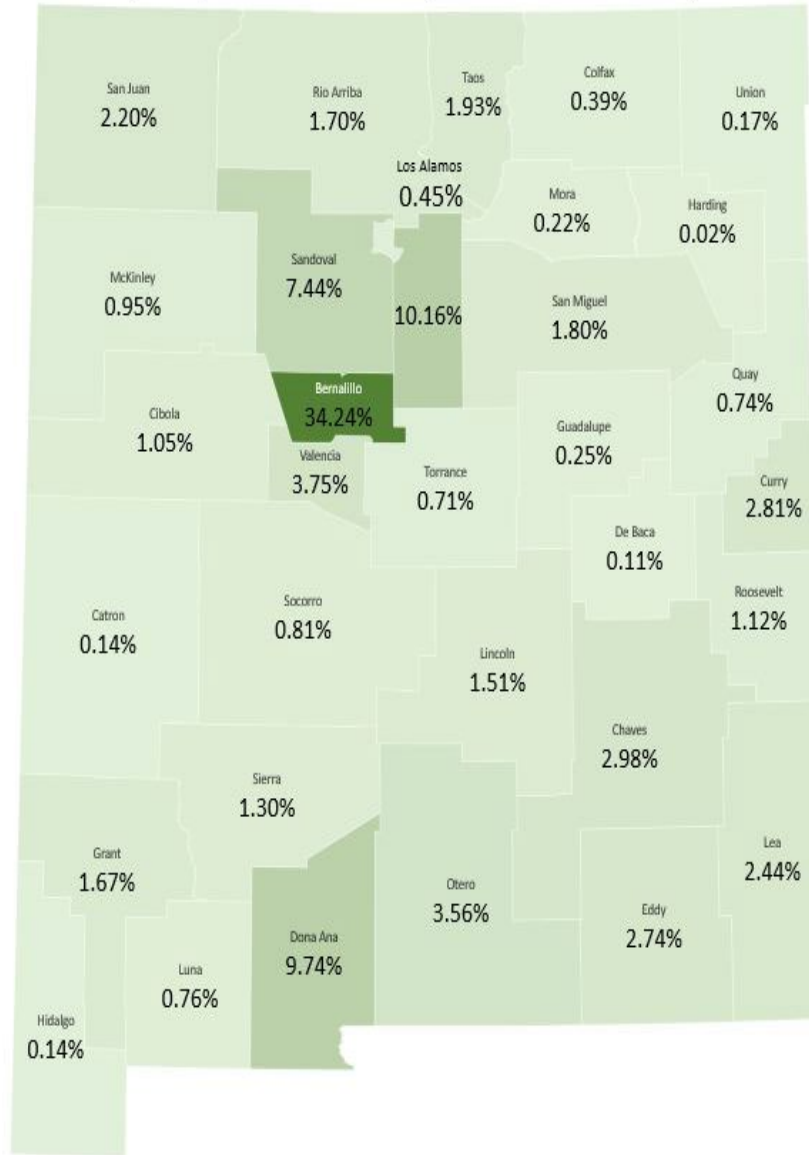 San Juan
2.20%
Rio Arriba
1.70%
Taos
1.93%
Colfax
0.39%
Union
0.17%
Los Alamos
0.45%
Mora
0.22%
Harding
0.02%
McKinley
0.95%
Sandoval
7.44%
10.16%
San Miguel
1.80%
Quay
0.74%
Cibola
1.05%
Bernalillo
34.24%
Valencia
3.75%
Torrance
0.71%
Guadalupe
0.25%
Curry
2.81%
De Baca
0.11%
Roosevelt
1.12%
Catron
0.14%
Socorro
0.81%
Lincoln
1.51%
Chaves
2.98%
Sierra
1.30%
Grant
1.67%
Otero
3.56%
Lea
2.44%
Eddy
2.74%
Dona Ana
9.74%
Luna
0.76%
Hidalgo
0.14%